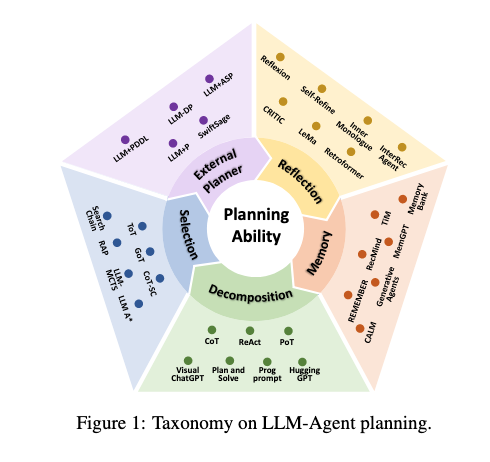 Planning
Ability
External
Planner
LLM+ASP
LLM-DP
SwiftSage
LLM+PDDL
LLM+P
Reflection
Reflexion
Self-Refine
CRITIC
Inner
Monologue
LeMa
InterRec
Agent
Retroformer
Memory
Memory
Bank
TIM
MemGPT
RecMind
Generative
Agents
REMEMBER
CALM
Decomposition
CoT
ReAct
PoT
Visual
ChatGPT
Plan and
Solve
Prog
prompt
Hugging
GPT
Selection
Search
Chain
ToT
RAP
GoT
LLM-
MCTS
CoT-SC
LLM A*
Figure 1: Taxonomy on LLM-Agent planning.